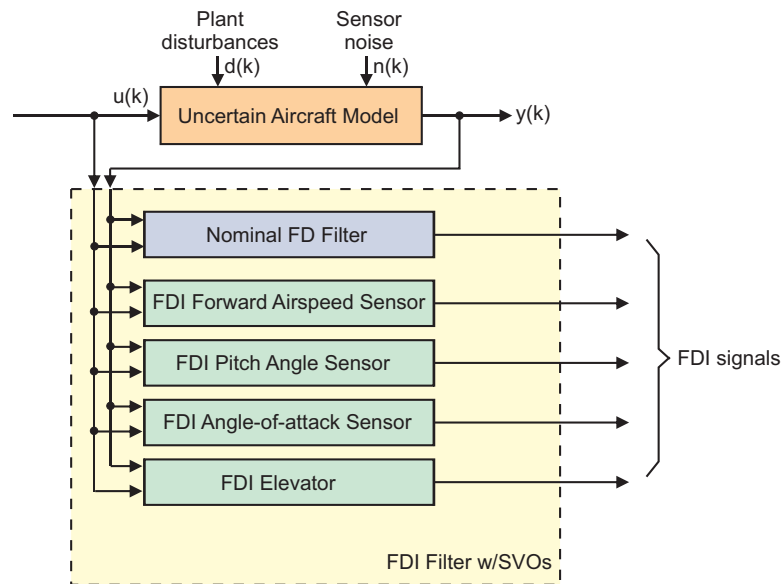 Plant
disturbances
d(k)
Sensor
noise
n(k)
u(k)
Uncertain Aircraft Model
y(k)
Nominal FD Filter
FDI Forward Airspeed Sensor
FDI Pitch Angle Sensor
FDI Angle-of-attack Sensor
FDI Elevator
FDI signals
FDI Filter w/SVOs